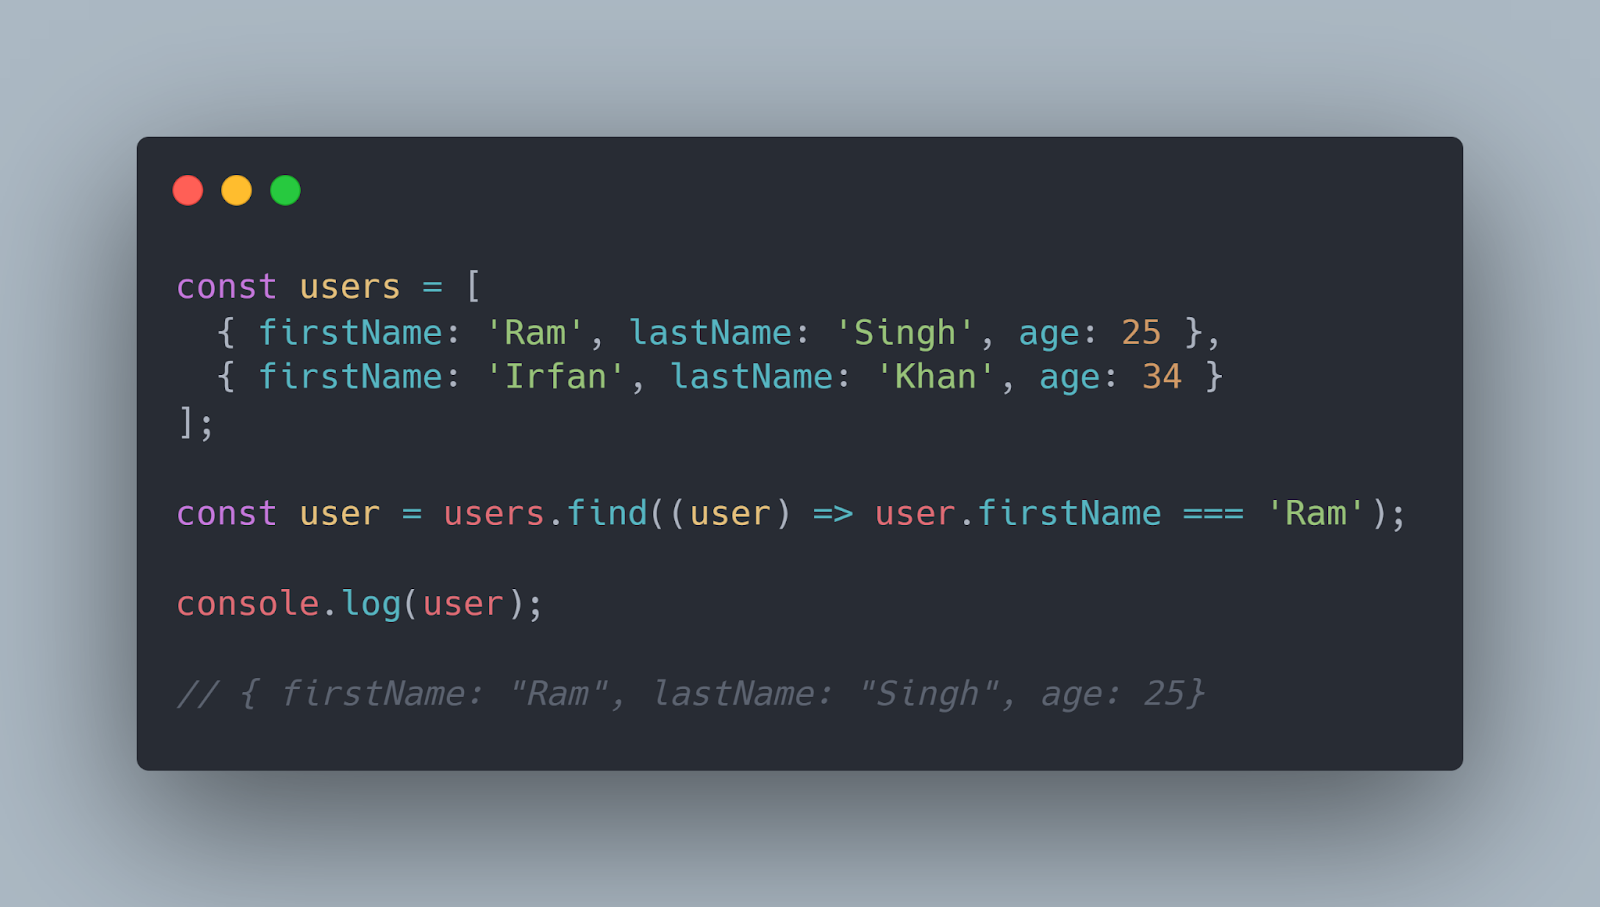 const users = [
  { firstName: 'Ram', lastName: 'Singh', age: 25 },
  { firstName: 'Irfan', lastName: 'Khan', age: 34 }
];
const user = users.find((user) => user.firstName === 'Ram');
console.log(user);
// { firstName: "Ram", lastName: "Singh", age: 25}